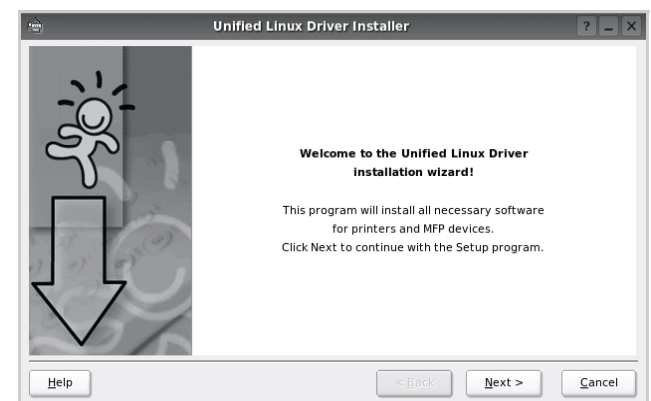 Unified Linux Driver Installer
Welcome to the Unified Linux Driver
installation wizard!
This program will install all necessary software
for printers and MFP devices.
Click Next to continue with the Setup program.
Help
< Back
Next >
Cancel